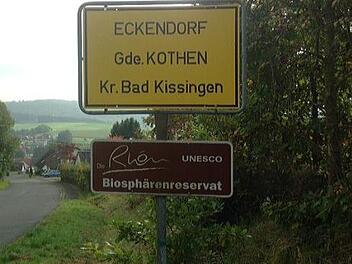 ECKENDORF
Gde. KOTHEN
Kr. Bad Kissingen
Die Rhön UNESCO
Biosphärenreservat